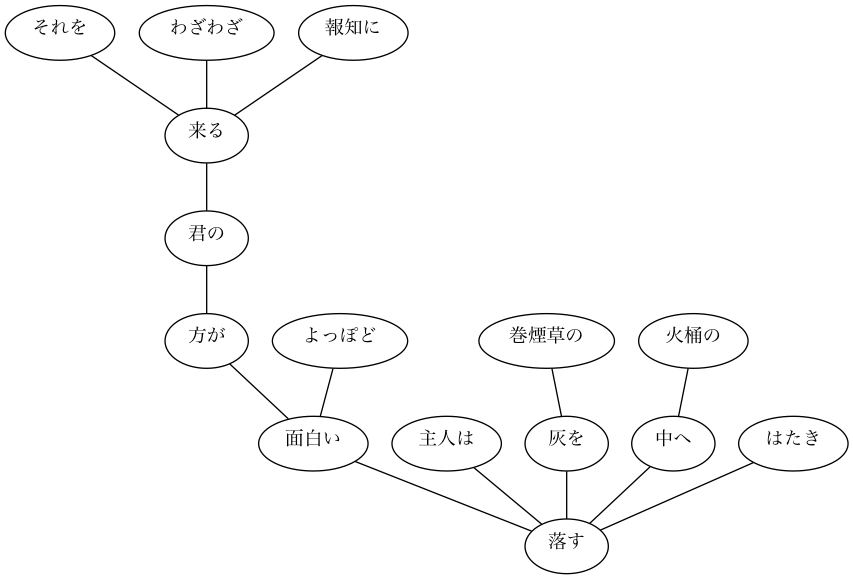 それを わざわざ 報知に
来る
君の
方が よっぽど 巻煙草の 火桶の
面白い 主人は 灰を 中へ はたき
落す